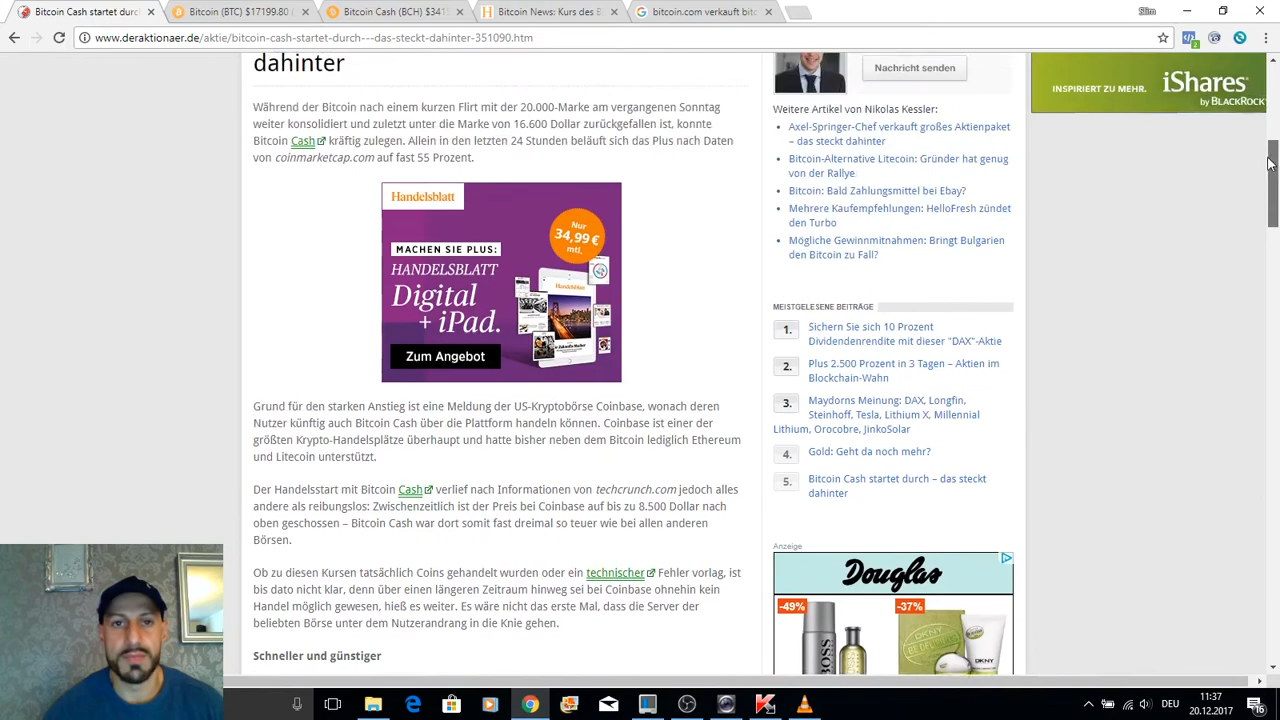 Bitcoin Cash startet durc
Bitcoin (BTC) $17199.80 (
Bitcoin Cash (BCH) $3415
Bitcoin News: Kurs des B
bitcoin.com verkauft bitc
Slim
www.deraktionaer.de/aktie/bitcoin-cash-startet-durch---das-steckt-dahinter-351090.htm
dahinter
Während der Bitcoin nach einem kurzen Flirt mit der 20.000-Marke am vergangenen Sonntag
weiter konsolidiert und zuletzt unter die Marke von 16.600 Dollar zurückgefallen ist, konnte
Bitcoin Cash kräftig zulegen. Allein in den letzten 24 Stunden beläuft sich das Plus nach Daten
von coinmarketcap.com auf fast 55 Prozent.
Handelsblatt
Nur
34,99 €
mtl.
MACHEN SIE PLUS:
HANDELSBLATT
Digital
+ iPad.
Zum Angebot
Grund für den starken Anstieg ist eine Meldung der US-Kryptobörse Coinbase, wonach deren
Nutzer künftig auch Bitcoin Cash über die Plattform handeln können. Coinbase ist einer der
größten Krypto-Handelsplätze überhaupt und hatte bisher neben dem Bitcoin lediglich Ethereum
und Litecoin unterstützt.
Der Handelsstart mit Bitcoin Cash verlief nach Informationen von techcrunch.com jedoch alles
andere als reibungslos: Zwischenzeitlich ist der Preis bei Coinbase auf bis zu 8.500 Dollar nach
oben geschossen – Bitcoin Cash war dort somit fast dreimal so teuer wie bei allen anderen
Börsen.
Ob zu diesen Kursen tatsächlich Coins gehandelt wurden oder ein technischer Fehler vorlag, ist
bis dato nicht klar, denn über einen längeren Zeitraum hinweg sei bei Coinbase ohnehin kein
Handel möglich gewesen, hieß es weiter. Es wäre nicht das erste Mal, dass die Server der
beliebten Börse unter dem Nutzerandrang in die Knie gehen.
Schneller und günstiger
Nachricht senden
Weitere Artikel von Nikolas Kessler:
Axel-Springer-Chef verkauft großes Aktienpaket
– das steckt dahinter
Bitcoin-Alternative Litecoin: Gründer hat genug
von der Rallye
Bitcoin: Bald Zahlungsmittel bei Ebay?
Mehrere Kaufempfehlungen: HelloFresh zündet
den Turbo
Mögliche Gewinnmitnahmen: Bringt Bulgarien
den Bitcoin zu Fall?
MEISTGELESENE BEITRÄGE
1. Sichern Sie sich 10 Prozent
Dividendenrendite mit dieser "DAX"-Aktie
2. Plus 2.500 Prozent in 3 Tagen – Aktien im
Blockchain-Wahn
3. Maydorns Meinung: DAX, Longfin,
Steinhoff, Tesla, Lithium X, Millennial
Lithium, Orocobre, JinkoSolar
4. Gold: Geht da noch mehr?
5. Bitcoin Cash startet durch – das steckt
dahinter
Anzeige
Douglas
-49%
-37%
BOSS
DKNY
BE DELICIOUS
INSPIRIERT ZU MEHR.
iShares
by BLACKROCK
DEU
11:37
20.12.2017